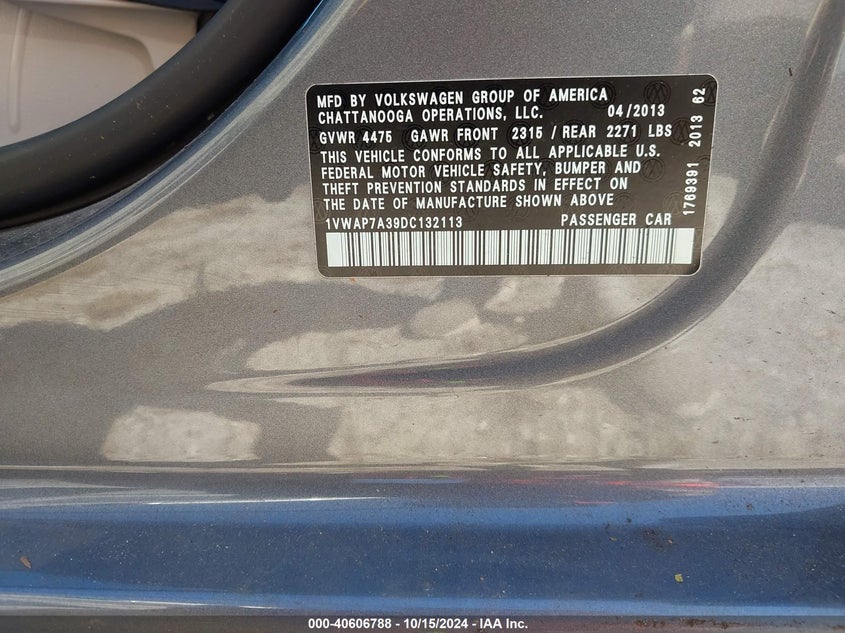 MFD BY VOLKSWAGEN GROUP OF AMERICA
CHATTANOOGA OPERATIONS, LLC. 04/2013
GVWR 4475 GAWR FRONT 2315 / REAR 2271 LBS
THIS VEHICLE CONFORMS TO ALL APPLICABLE U.S.
FEDERAL MOTOR VEHICLE SAFETY, BUMPER AND
THEFT PREVENTION STANDARDS IN EFFECT ON
THE DATE OF MANUFACTURE SHOWN ABOVE
1VWAP7A39DC132113 PASSENGER CAR
1769391 2013 62
000-40606788 - 10/15/2024 - IAA Inc.